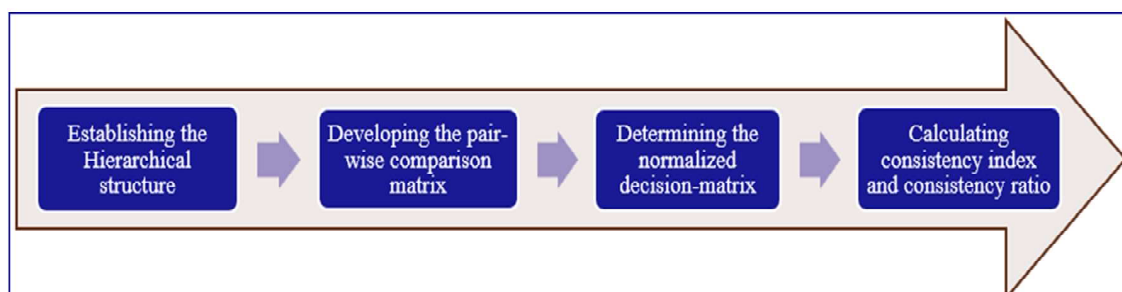 Establishing the
Hierarchical
structure
Developing the pair-
wise comparison
matrix
Determining the
normalized
decision-matrix
Calculating
consistency index
and consistency ratio